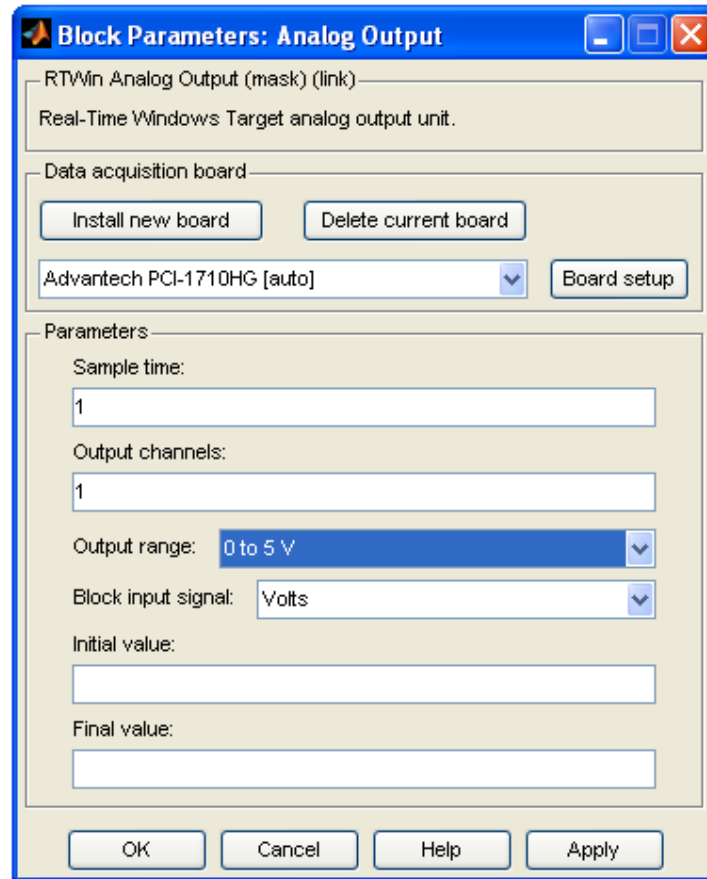 Block Parameters: Analog Output
RTWin Analog Output (mask) (link)
Real-Time Windows Target analog output unit.
Data acquisition board
Install new board
Delete current board
Advantech PCI-1710HG [auto]
Board setup
Parameters
Sample time:
1
Output channels:
1
Output range: 0 to 5 V
Block input signal: Volts
Initial value:
Final value:
OK
Cancel
Help
Apply